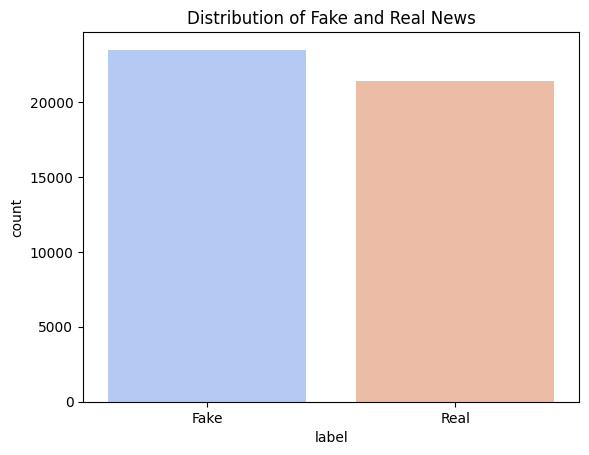 Distribution of Fake and Real News
20000
15000
10000
5000
0
count
Fake Real
label